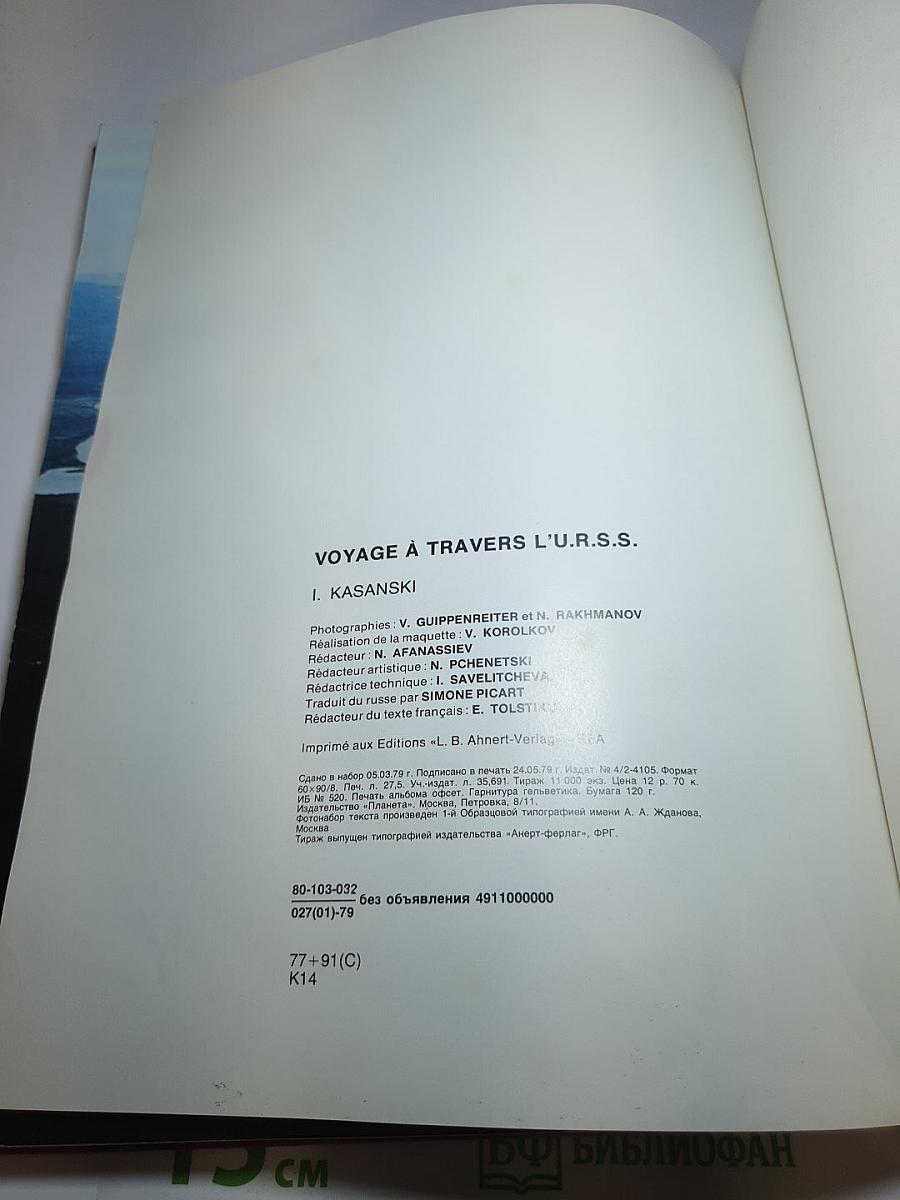 VOYAGE À TRAVERS L'U.R.S.S.
I. KASANSKI
Photographies : V. GUIPPENREITER et N. RAKHMANOV
Réalisation de la maquette : V. KOROLKOV
Rédacteur : N. AFANASSIEV
Rédacteur artistique : N. PCHENETSKI
Rédactrice technique : I. SAVELITCHEVA
Traduit du russe par SIMONE PICART
Rédacteur du texte français : E.
Imprimé aux Editions «L. B. Ahnert-Verlag»
Сдано в набор 05.03.79 г. Подписано в печать 24.05.79 г. Издат. № 4/2-4105. Формат
60×90/8. Печ. л. 27,5. Уч.-издат. л. 35,691. Тираж 11 000 экз. Цена 12 р. 70 к.
ИБ № 520. Печать альбома офсет. Гарнитура гельветика. Бумага 120 г.
Издательство «Планета». Москва, Петровка, 8/11.
Фотонабор текста произведен 1-й Образцовой типографией имени А. А. Жданова,
Москва
Тираж выпущен типографией издательства «Анерт-ферлаг», ФРГ.
80-103-032
027(01)-79
без объявления 4911000000
77+91(C)
K14
15 СМ
БФ БИБЛИОФАН